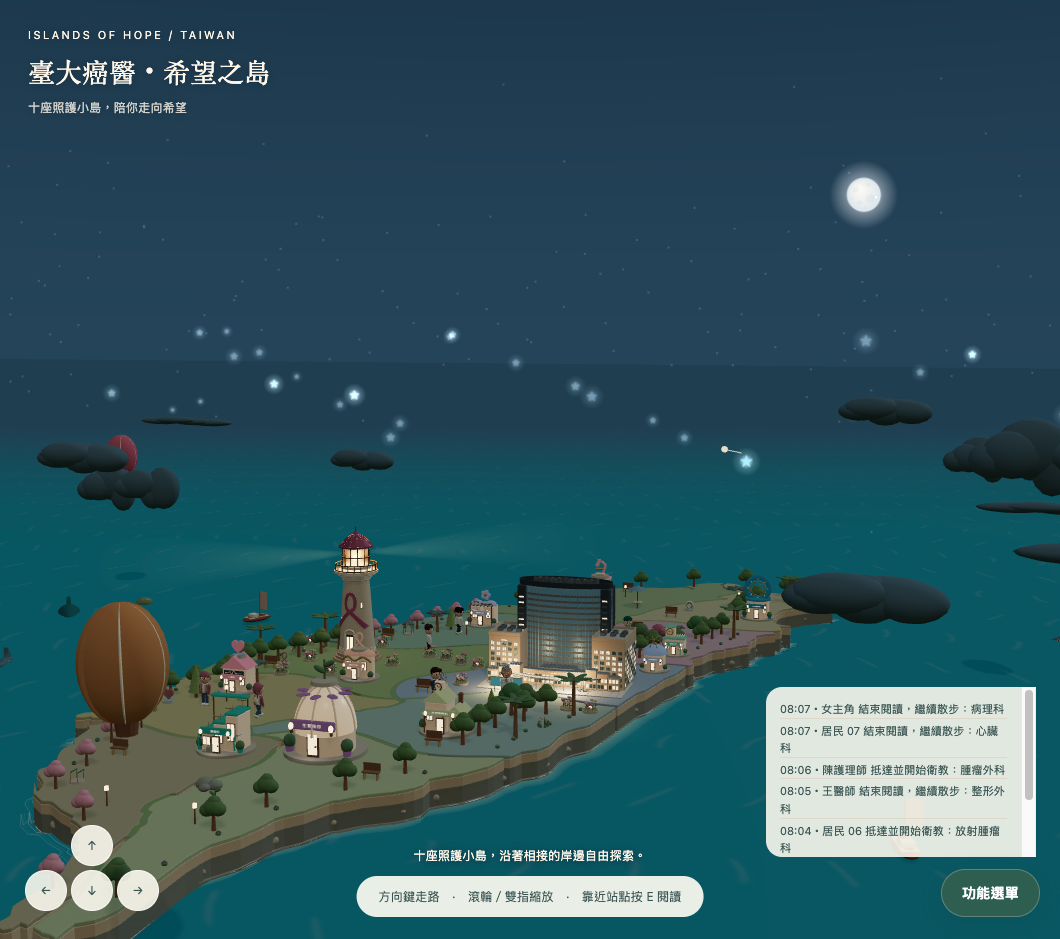 ISLANDS OF HOPE / TAIWAN
臺大癌醫・希望之島
十座照護小島，陪你走向希望
08:07・女主角 結束閱讀，繼續散步：病理科
08:07・居民 07 結束閱讀，繼續散步：心臟
科
08:06・陳護理師 抵達並開始衛教：腫瘤外科
08:05・王醫師 結束閱讀，繼續散步：整形外
科
08:04・居民 06 抵達並開始衛教：放射腫瘤
科
十座照護小島，沿著相接的岸邊自由探索。
↑
← ↓ →
方向鍵走路 · 滾輪 / 雙指縮放 · 靠近站點按 E 閱讀
功能選單